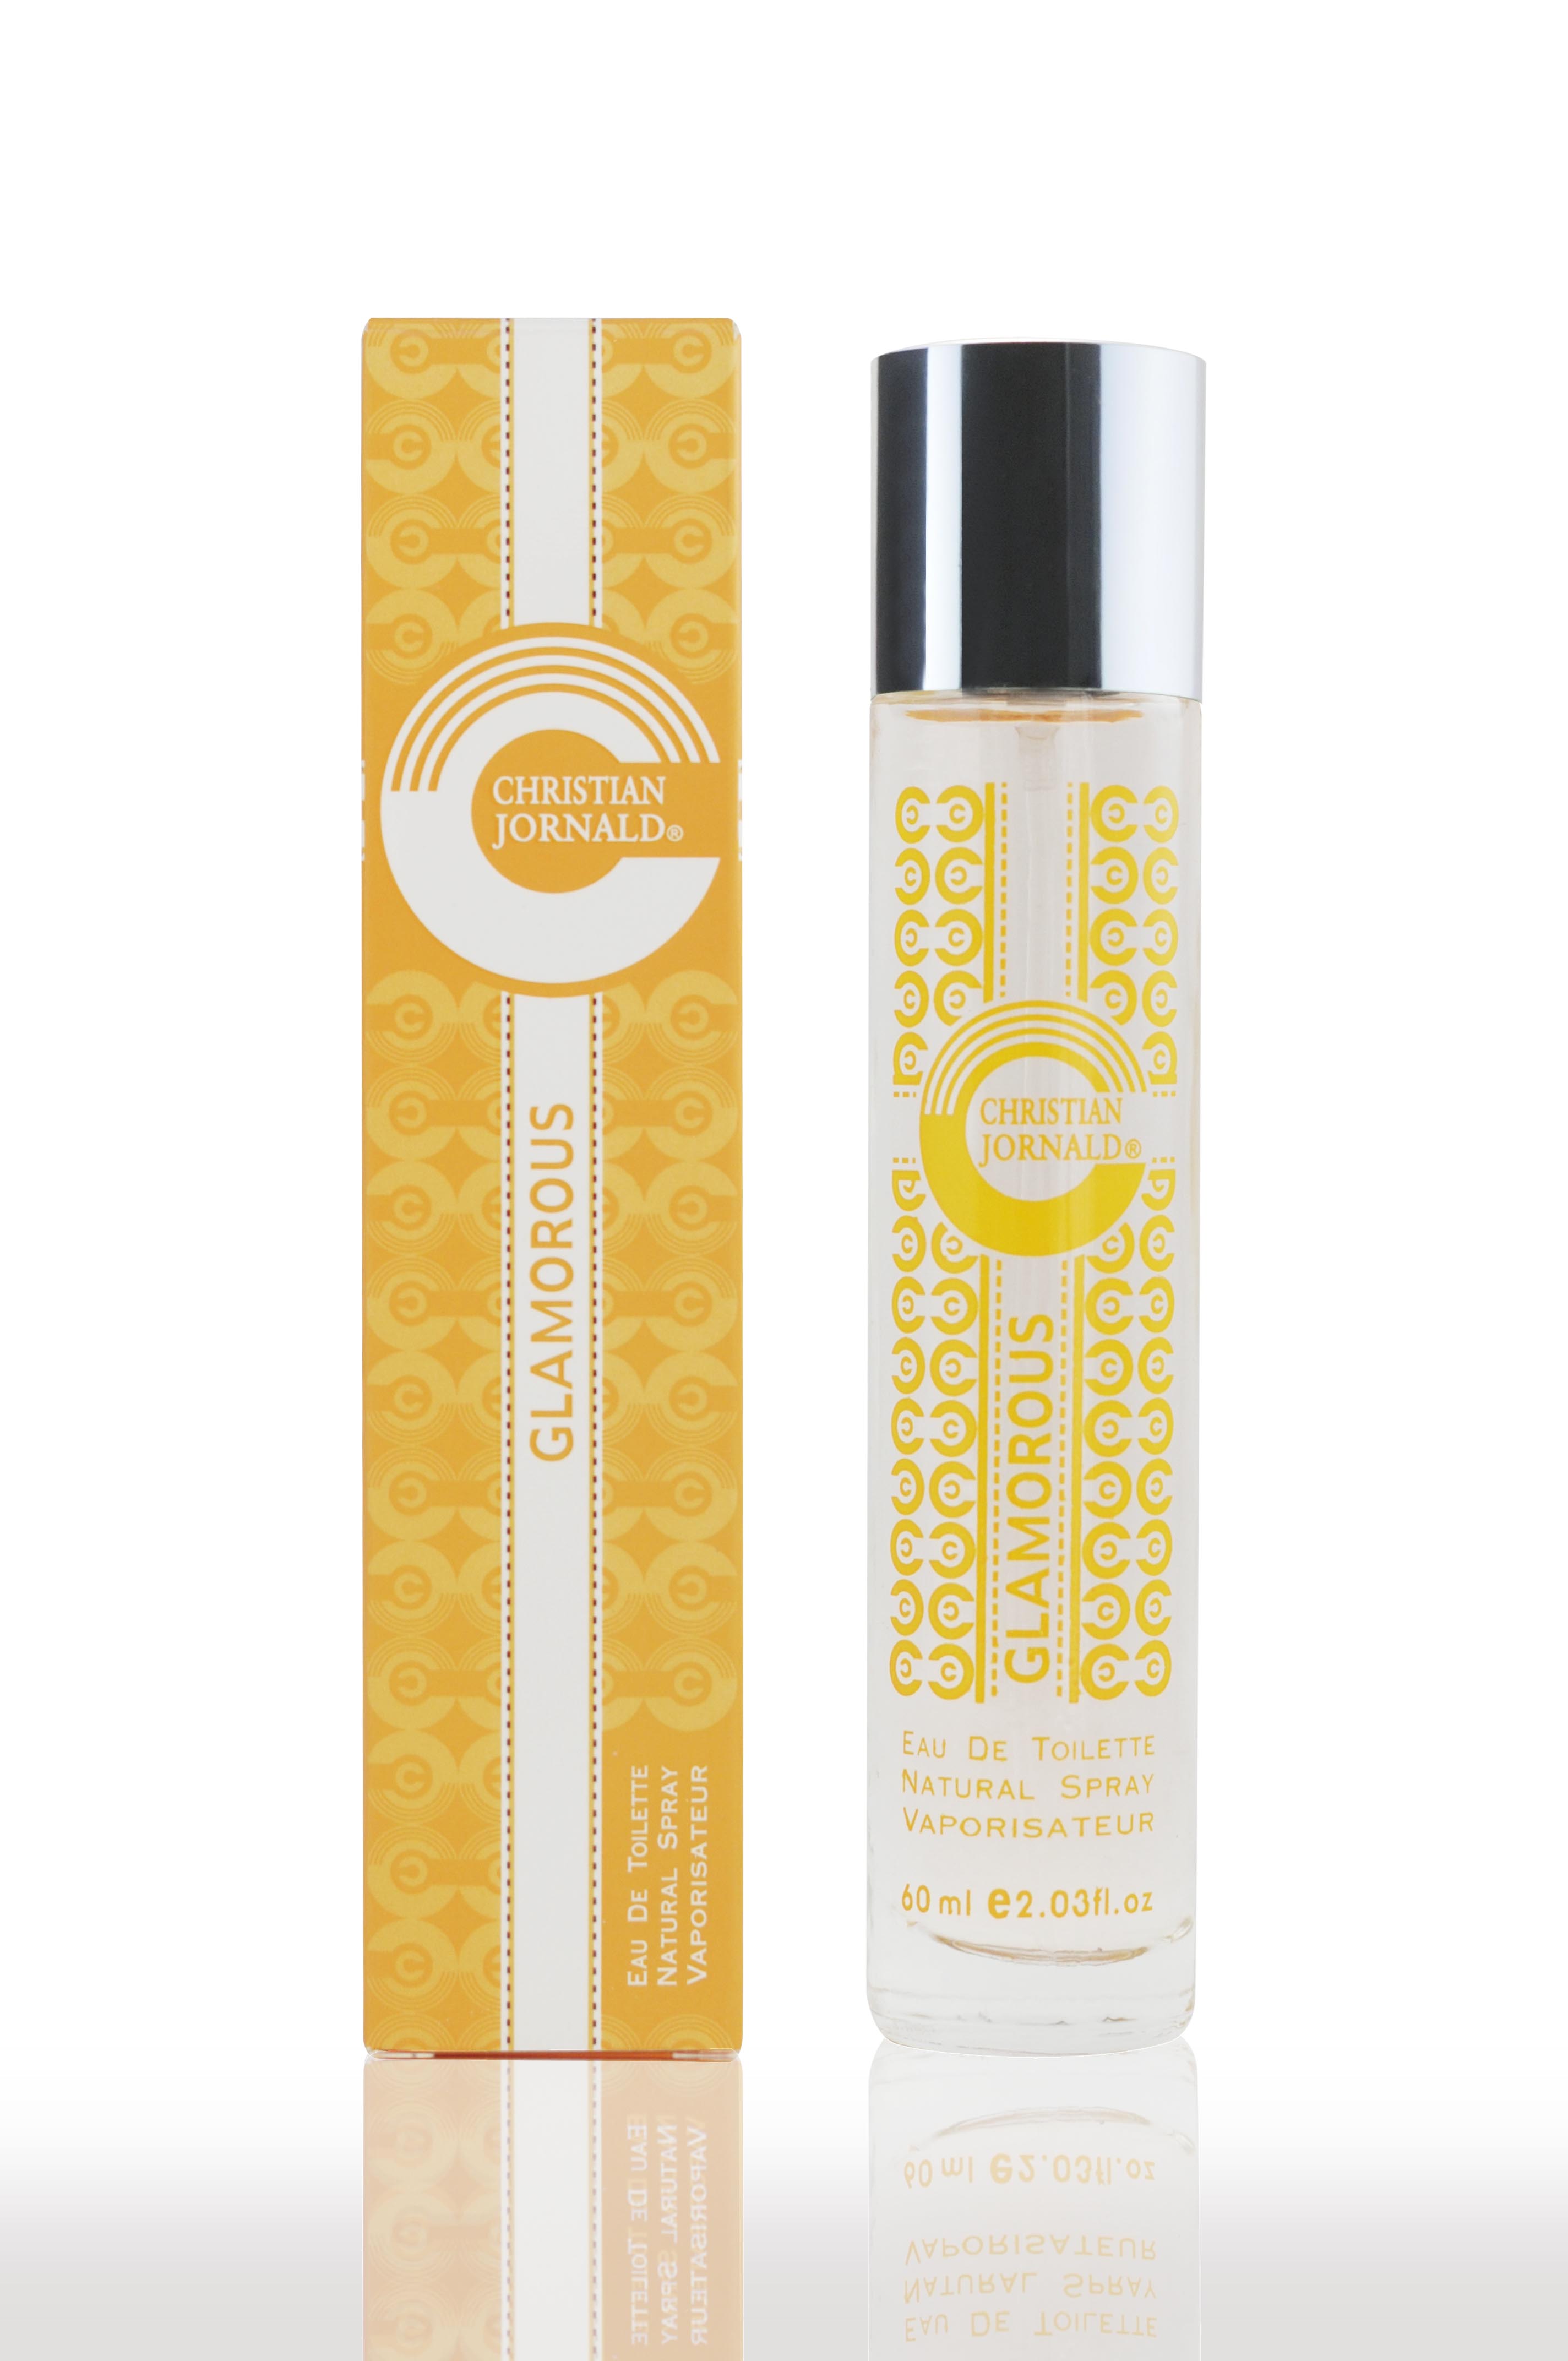 CHRISTIAN
JORNALD®
GLAMOROUS
EAU DE TOILETTE
NATURAL SPRAY
VAPORISATEUR
CHRISTIAN
JORNALD®
GLAMOROUS
EAU DE TOILETTE
NATURAL SPRAY
VAPORISATEUR
60 ml e2.03fl.oz